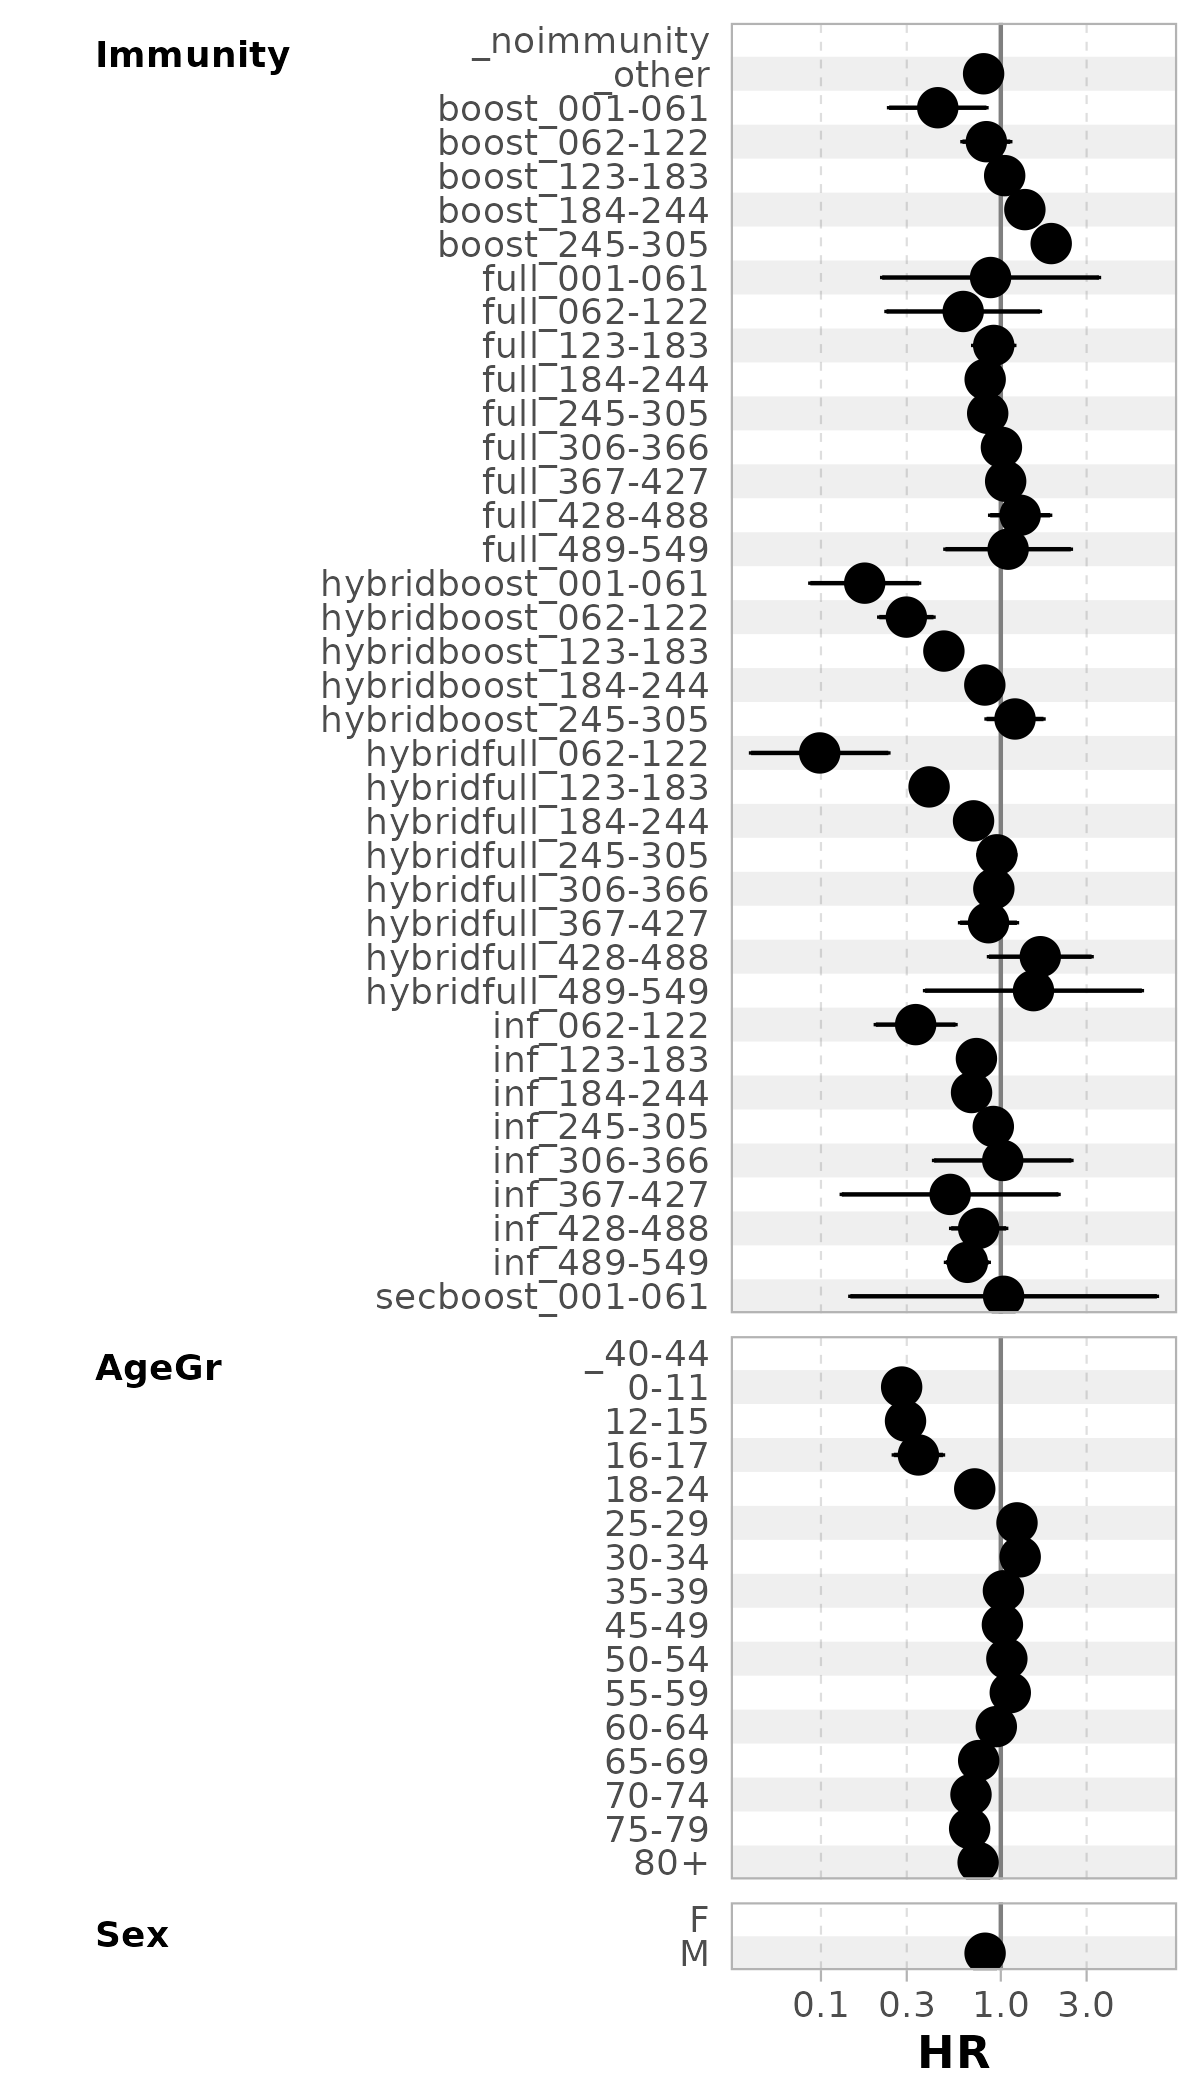 Immunity
_noimmunity
_other
boost_001-061
boost_062-122
boost_123-183
boost_184-244
boost_245-305
full_001-061
full_062-122
full_123-183
full_184-244
full_245-305
full_306-366
full_367-427
full_428-488
full_489-549
hybridboost_001-061
hybridboost_062-122
hybridboost_123-183
hybridboost_184-244
hybridboost_245-305
hybridfull_062-122
hybridfull_123-183
hybridfull_184-244
hybridfull_245-305
hybridfull_306-366
hybridfull_367-427
hybridfull_428-488
hybridfull_489-549
inf_062-122
inf_123-183
inf_184-244
inf_245-305
inf_306-366
inf_367-427
inf_428-488
inf_489-549
secboost_001-061
AgeGr
_40-44
0-11
12-15
16-17
18-24
25-29
30-34
35-39
45-49
50-54
55-59
60-64
65-69
70-74
75-79
80+
Sex
F
M
0.1 0.3 1.0 3.0
HR